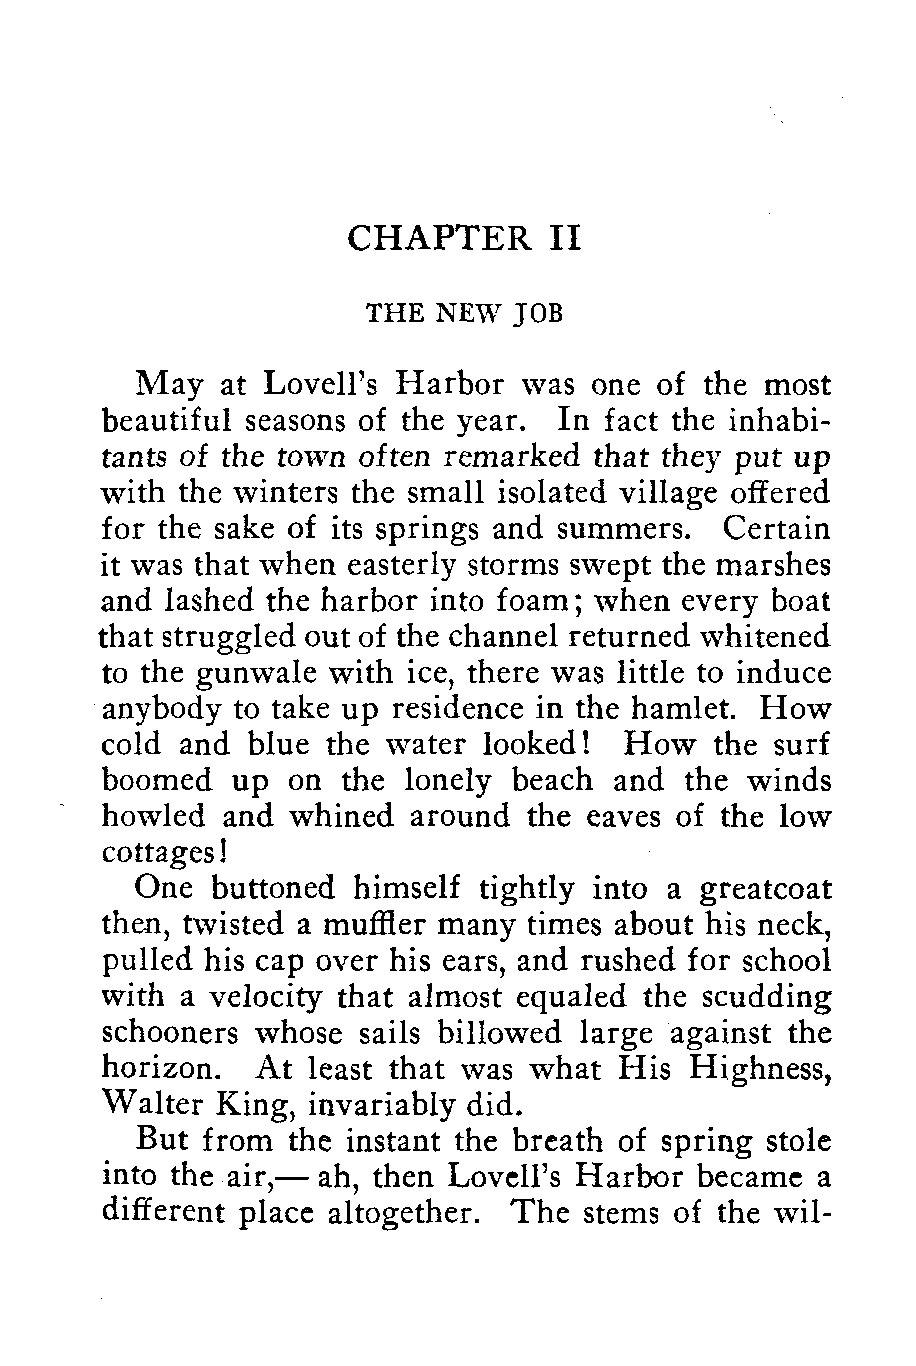 CHAPTER II
THE NEW JOB
May at Lovell's Harbor was one of the most
beautiful seasons of the year. In fact the inhabi-
tants of the town often remarked that they put up
with the winters the small isolated village offered
for the sake of its springs and summers. Certain
it was that when easterly storms swept the marshes
and lashed the harbor into foam; when every boat
that struggled out of the channel returned whitened
to the gunwale with ice, there was little to induce
anybody to take up residence in the hamlet. How
cold and blue the water looked! How the surf
boomed up on the lonely beach and the winds
howled and whined around the eaves of the low
cottages!
One buttoned himself tightly into a greatcoat
then, twisted a muffler many times about his neck,
pulled his cap over his ears, and rushed for school
with a velocity that almost equaled the scudding
schooners whose sails billowed large against the
horizon. At least that was what His Highness,
Walter King, invariably did.
But from the instant the breath of spring stole
into the air,— ah, then Lovell's Harbor became a
different place altogether. The stems of the wil-